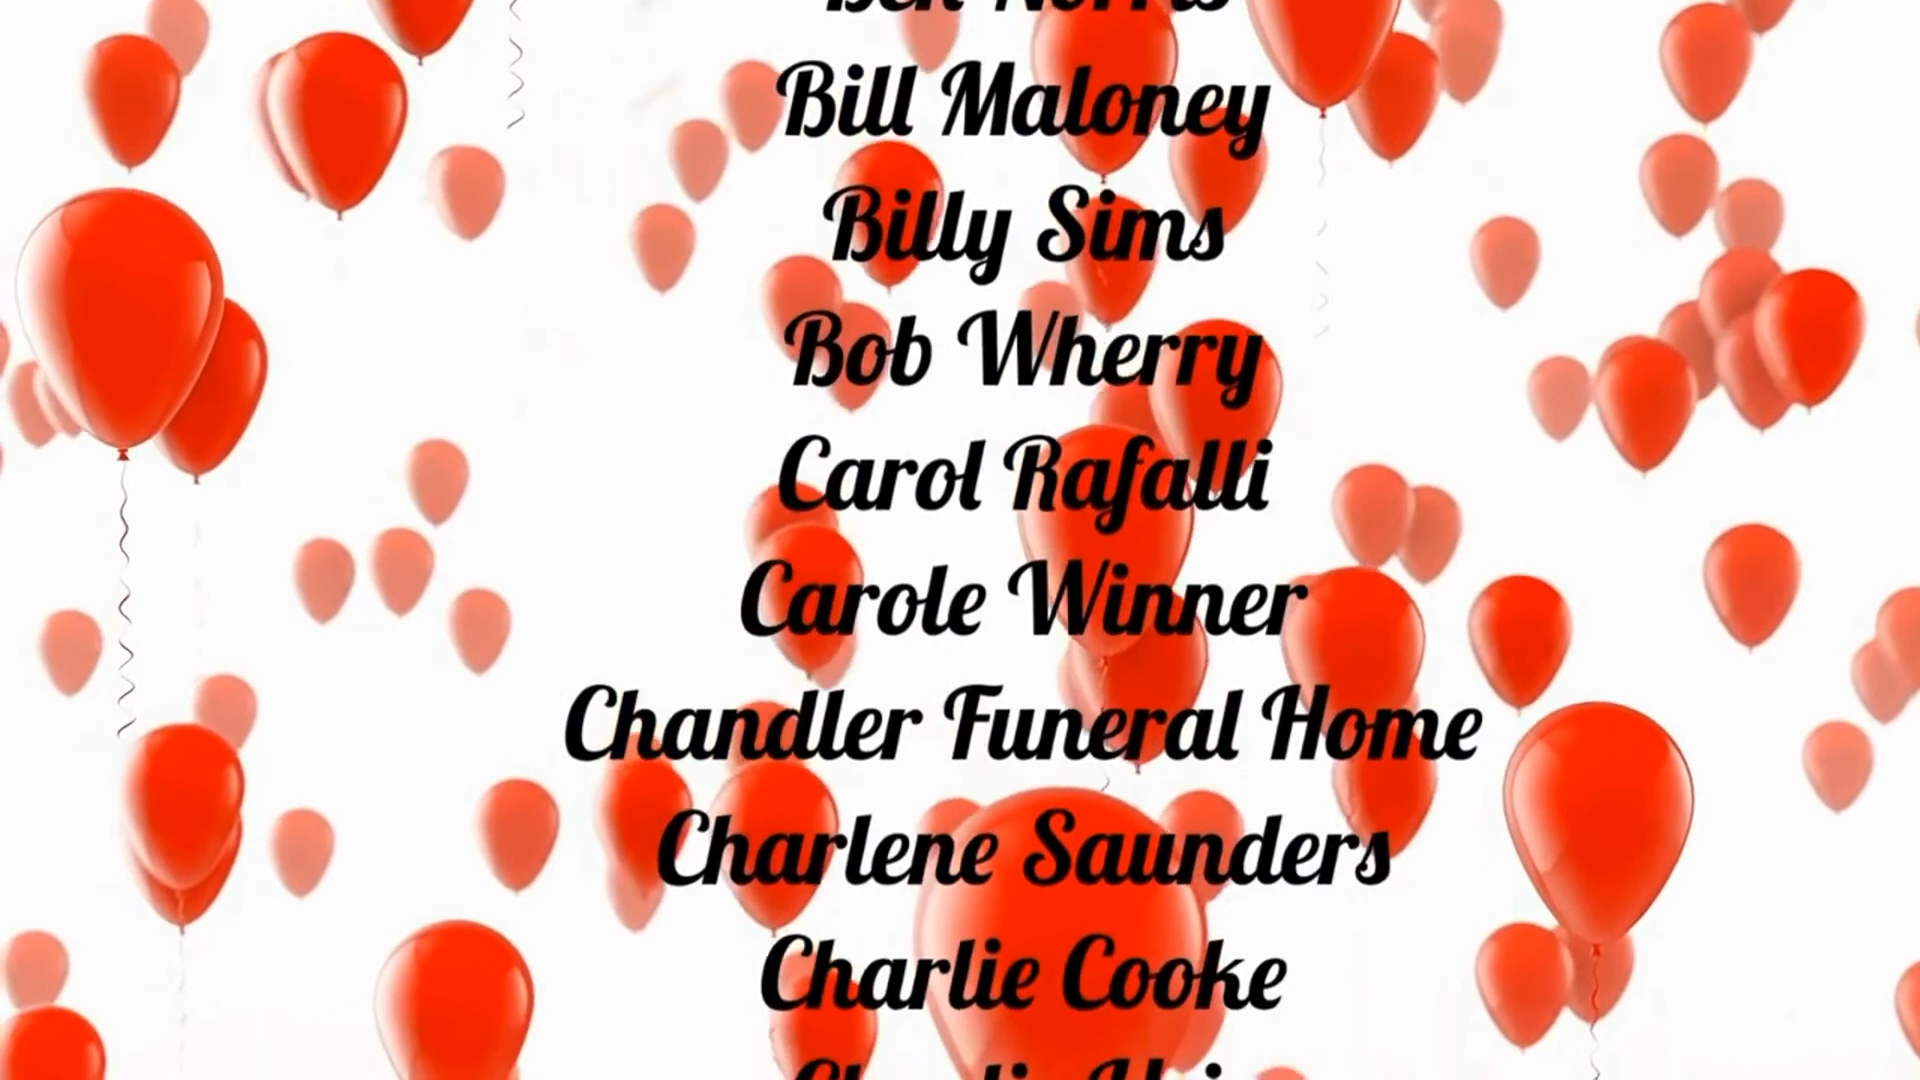 Bill Maloney
Billy Sims
Bob Wherry
Carol Rafalli
Carole Winner
Chandler Funeral Home
Charlene Saunders
Charlie Cooke